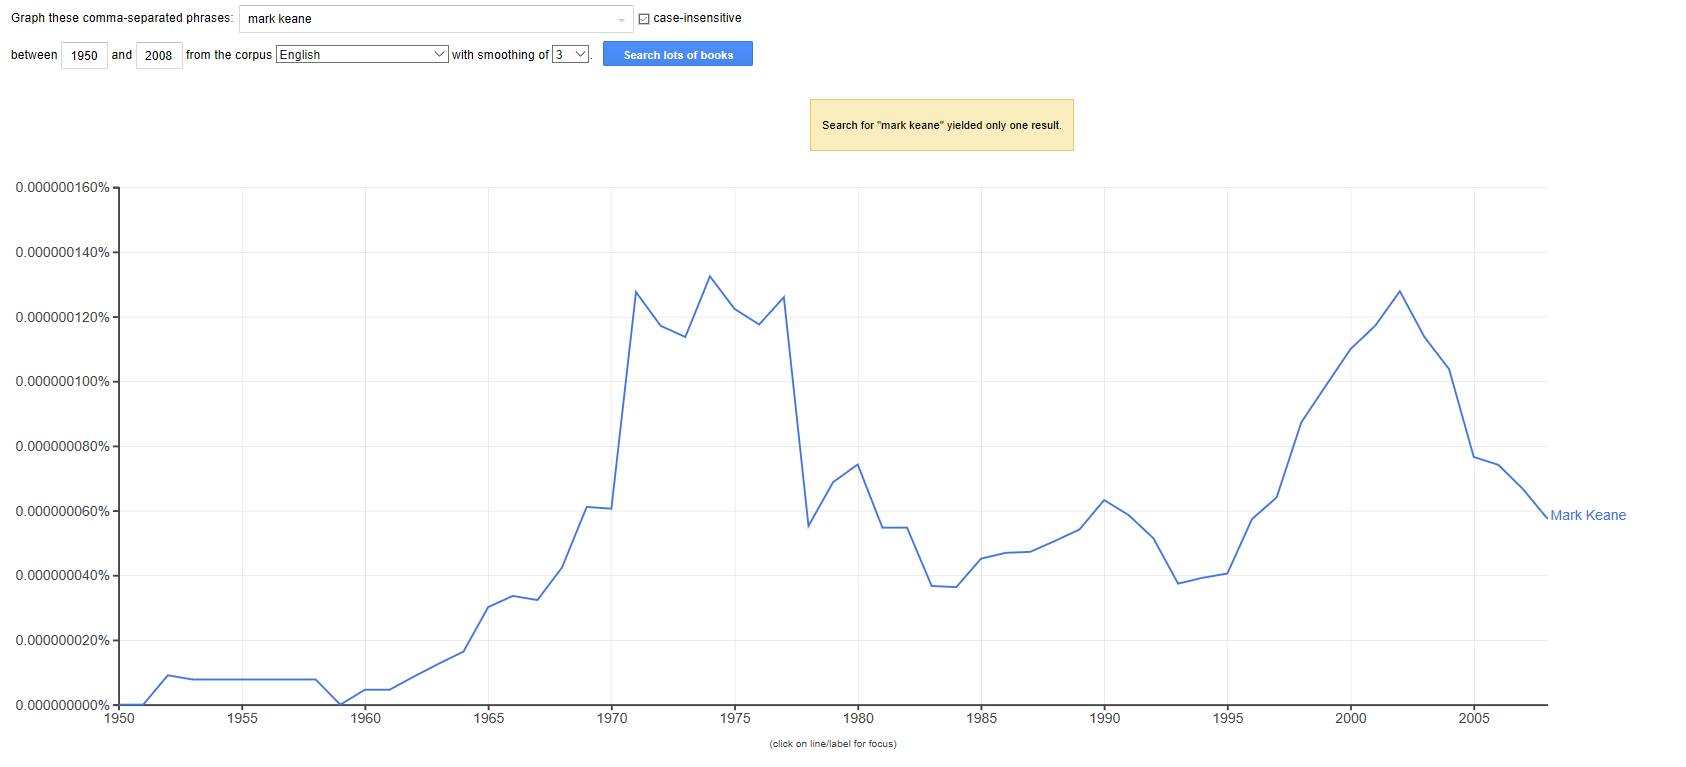 Graph these comma-separated phrases: mark keane case-insensitive
between 1950 and 2008 from the corpus English with smoothing of 3 . Search lots of books
Search for "mark keane" yielded only one result.
0.000000160%
0.000000140%
0.000000120%
0.000000100%
0.000000080%
0.000000060%
Mark Keane
0.000000040%
0.000000020%
0.000000000%
1950 1955 1960 1965 1970 1975 1980 1985 1990 1995 2000 2005
(click on line/label for focus)